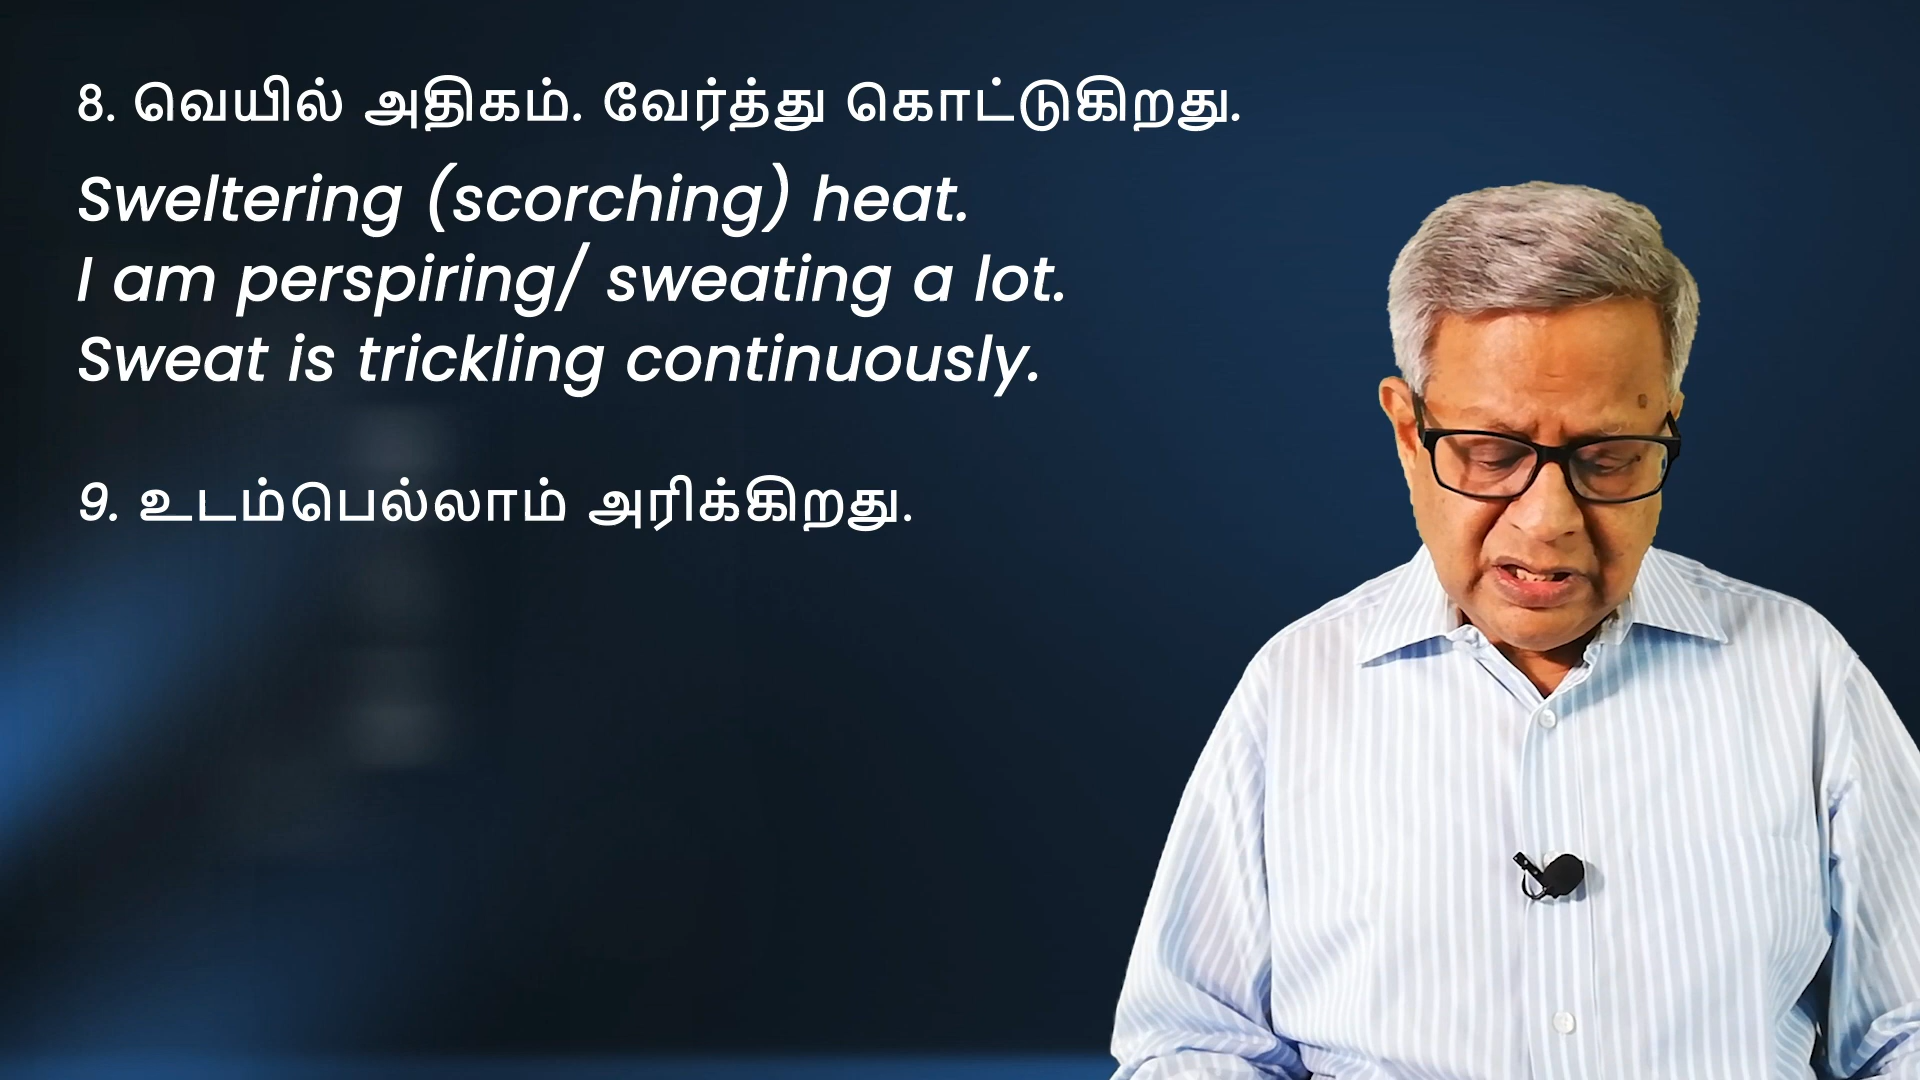 8. வெயில் அதிகம். வேர்த்து கொட்டுகிறது.
Sweltering (scorching) heat.
I am perspiring/ sweating a lot.
Sweat is trickling continuously.
9. உடம்பெல்லாம் அரிக்கிறது.